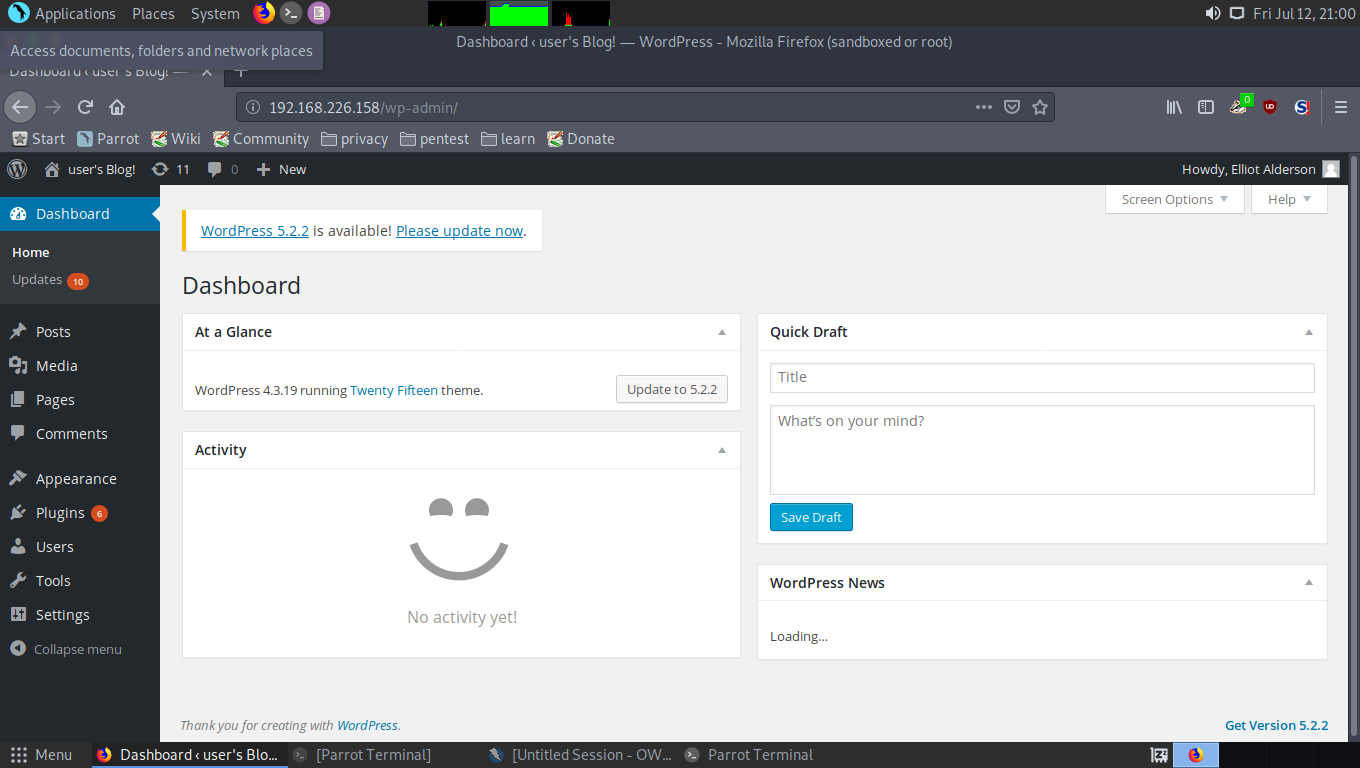 Applications Places System Fri Jul 12, 21:00
Dashboard ‹ user's Blog! — WordPress - Mozilla Firefox (sandboxed or root)
Access documents, folders and network places
Dashboard ‹ user's Blog! —
192.168.226.158/wp-admin/
0
Start Parrot Wiki Community privacy pentest learn Donate
user's Blog! 11 0 New Howdy, Elliot Alderson
Screen Options Help
Dashboard
Home
Updates 10
Posts
Media
Pages
Comments
Appearance
Plugins 6
Users
Tools
Settings
Collapse menu
WordPress 5.2.2 is available! Please update now.
Dashboard
At a Glance
WordPress 4.3.19 running Twenty Fifteen theme. Update to 5.2.2
Activity
No activity yet!
Quick Draft
Title
What's on your mind?
Save Draft
WordPress News
Loading…
Thank you for creating with WordPress. Get Version 5.2.2
Menu Dashboard ‹ user's Blo... [Parrot Terminal] [Untitled Session - OW... Parrot Terminal